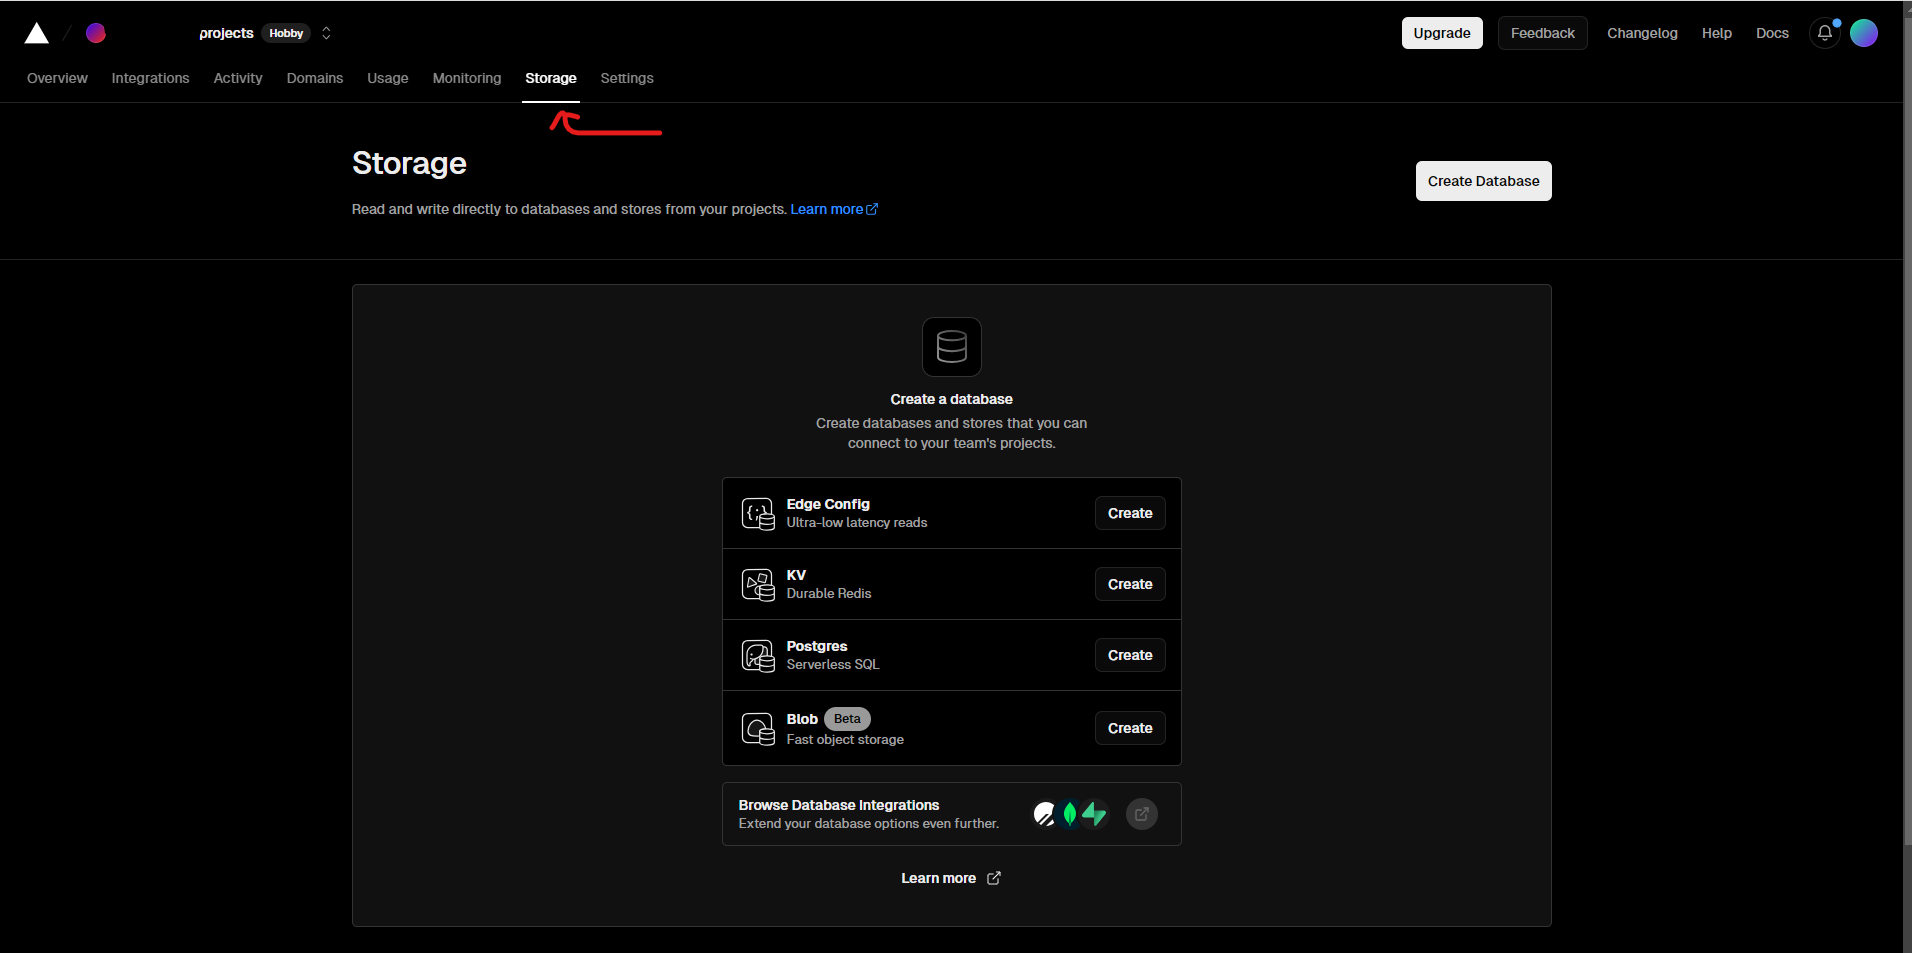 projects Hobby
Upgrade Feedback Changelog Help Docs
Overview Integrations Activity Domains Usage Monitoring Storage Settings
Storage
Create Database
Read and write directly to databases and stores from your projects. Learn more
Create a database
Create databases and stores that you can
connect to your team's projects.
Edge Config
Ultra-low latency reads
Create
KV
Durable Redis
Create
Postgres
Serverless SQL
Create
Blob Beta
Fast object storage
Create
Browse Database Integrations
Extend your database options even further.
Learn more